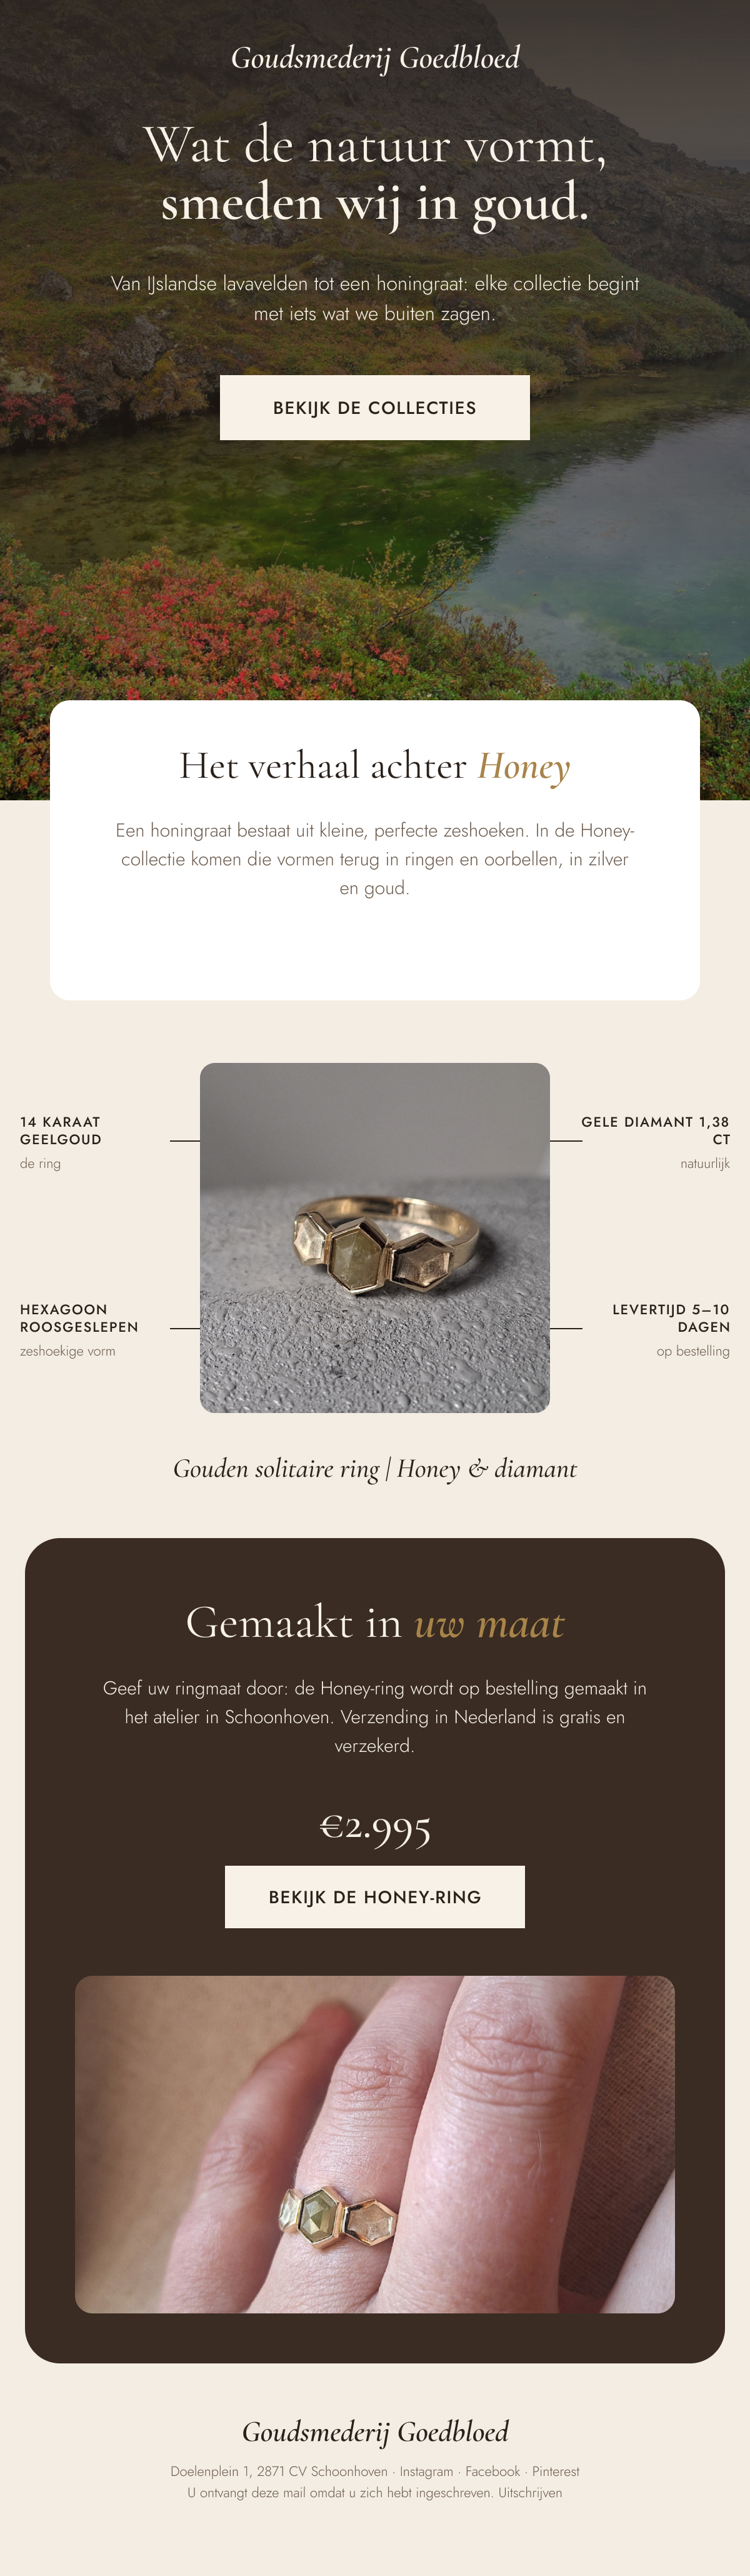 Goudsmederij Goedbloed
Wat de natuur vormt,
smeden wij in goud.
Van IJslandse lavavelden tot een honingraat: elke collectie begint
met iets wat we buiten zagen.
BEKIJK DE COLLECTIES
Het verhaal achter Honey
Een honingraat bestaat uit kleine, perfecte zeshoeken. In de Honey-
collectie komen die vormen terug in ringen en oorbellen, in zilver
en goud.
14 KARAAT
GEELGOUD
de ring
GELE DIAMANT 1,38
CT
natuurlijk
HEXAGOON
ROOSGESLEPEN
zeshoekige vorm
LEVERTIJD 5–10
DAGEN
op bestelling
Gouden solitaire ring | Honey & diamant
Gemaakt in uw maat
Geef uw ringmaat door: de Honey-ring wordt op bestelling gemaakt in
het atelier in Schoonhoven. Verzending in Nederland is gratis en
verzekerd.
€2.995
BEKIJK DE HONEY-RING
Goudsmederij Goedbloed
Doelenplein 1, 2871 CV Schoonhoven · Instagram · Facebook · Pinterest
U ontvangt deze mail omdat u zich hebt ingeschreven. Uitschrijven